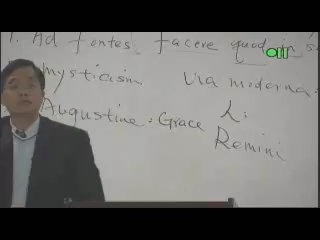 1. Ad fontes, facere quod in s
mysticism via moderna:
Augustine: Grace L:
Remini